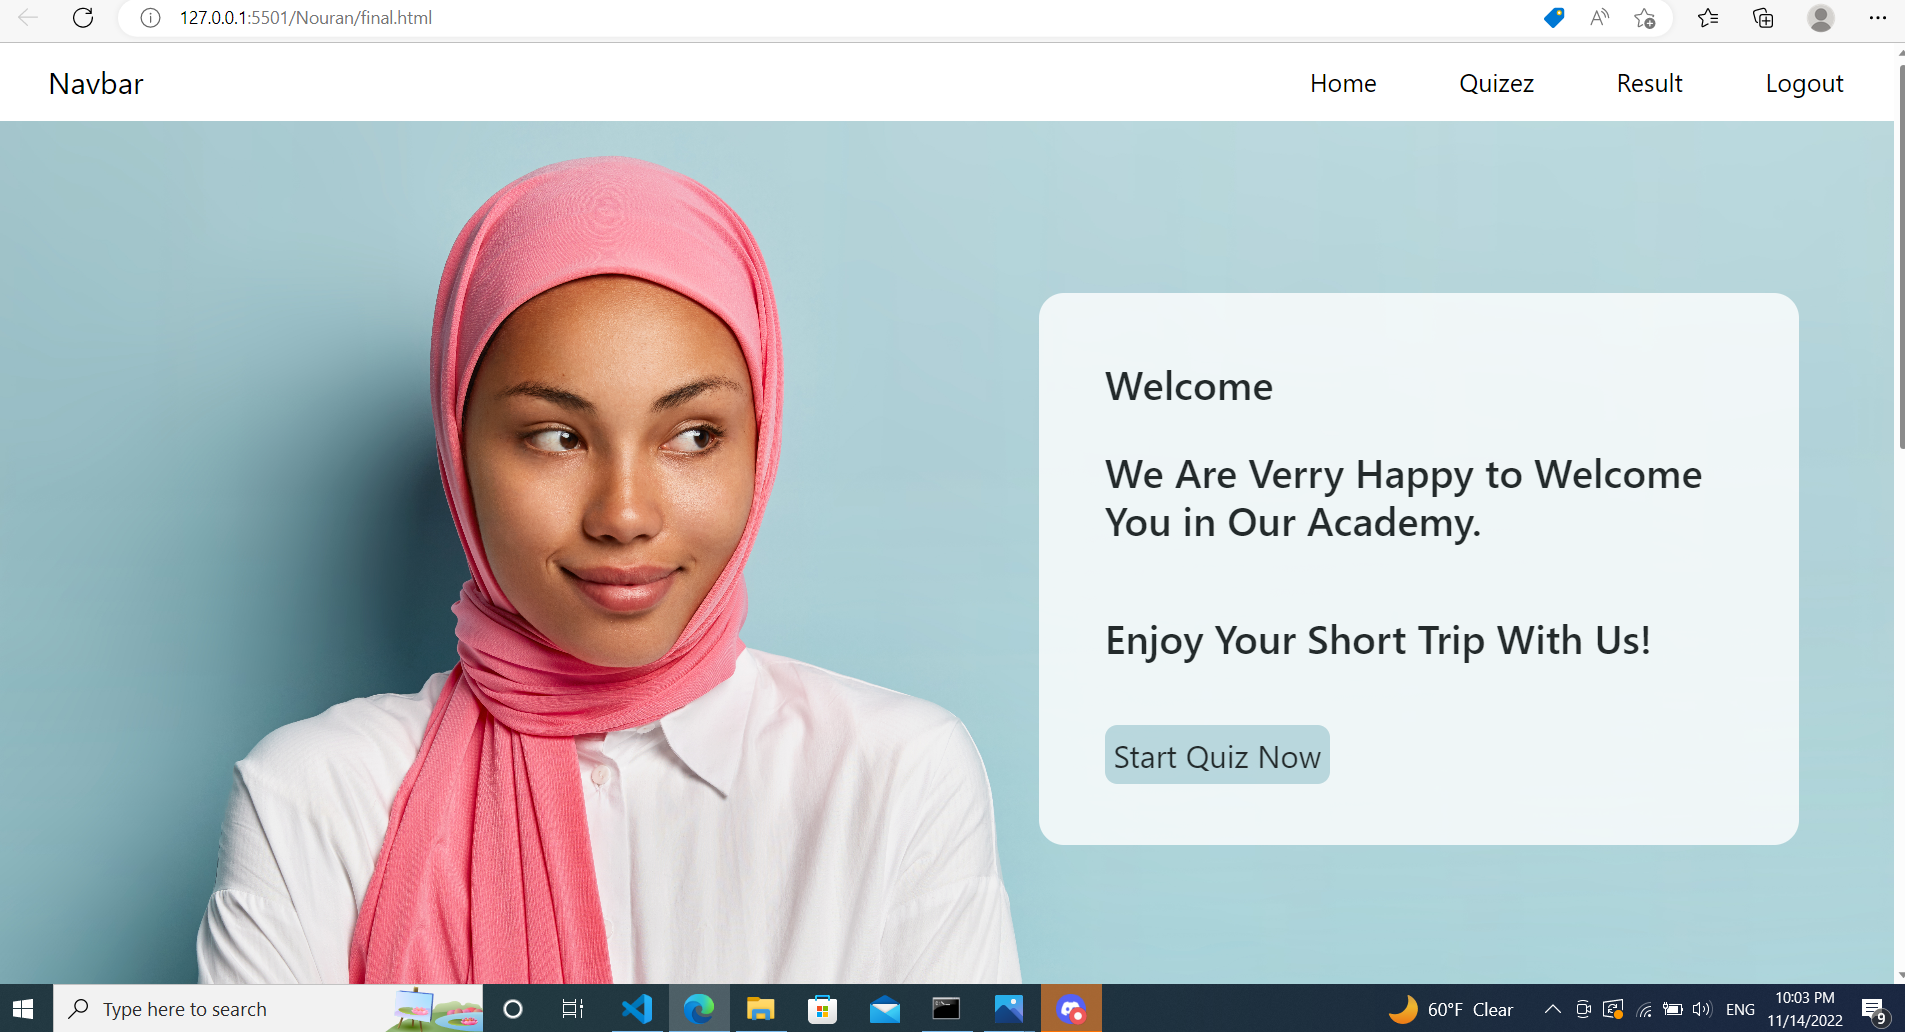 127.0.0.1:5501/Nouran/final.html
Navbar Home Quizez Result Logout
Welcome
We Are Verry Happy to Welcome
You in Our Academy.
Enjoy Your Short Trip With Us!
Start Quiz Now
Type here to search
60°F Clear
ENG
10:03 PM
11/14/2022
9